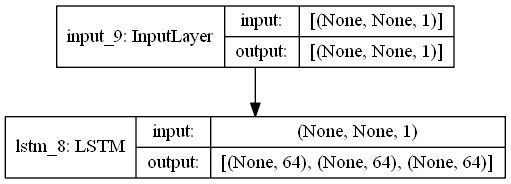 input_9: InputLayer
input:
[(None, None, 1)]
output:
[(None, None, 1)]
lstm_8: LSTM
input:
(None, None, 1)
output:
[(None, 64), (None, 64), (None, 64)]